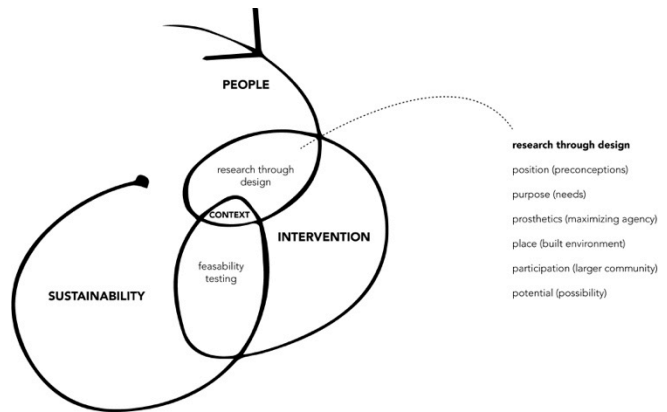 PEOPLE
research through
design
CONTEXT
INTERVENTION
feasability
testing
SUSTAINABILITY
research through design
position (preconceptions)
purpose (needs)
prosthetics (maximizing agency)
place (built environment)
participation (larger community)
potential (possibility)